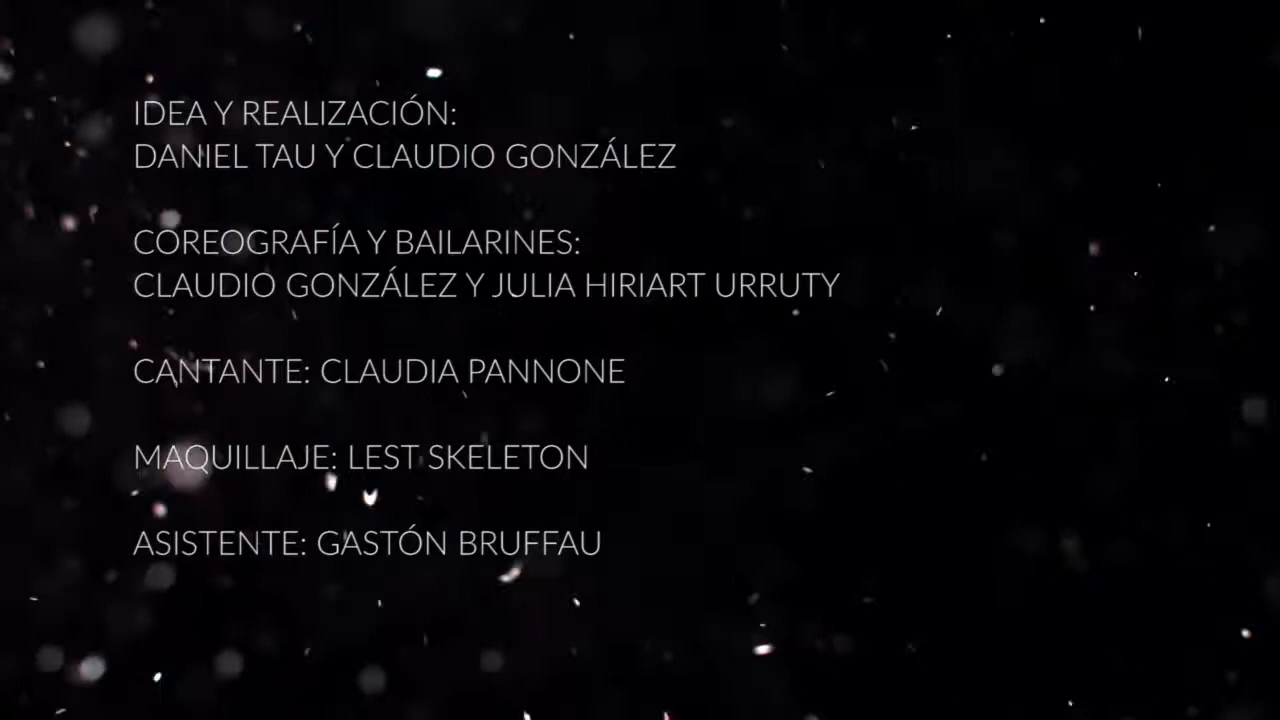 IDEA Y REALIZACIÓN:
DANIEL TAU Y CLAUDIO GONZÁLEZ
COREOGRAFÍA Y BAILARINES:
CLAUDIO GONZÁLEZ Y JULIA HIRIART URRUTY
CANTANTE: CLAUDIA PANNONE
MAQUILLAJE: LEST SKELETON
ASISTENTE: GASTÓN BRUFFAU